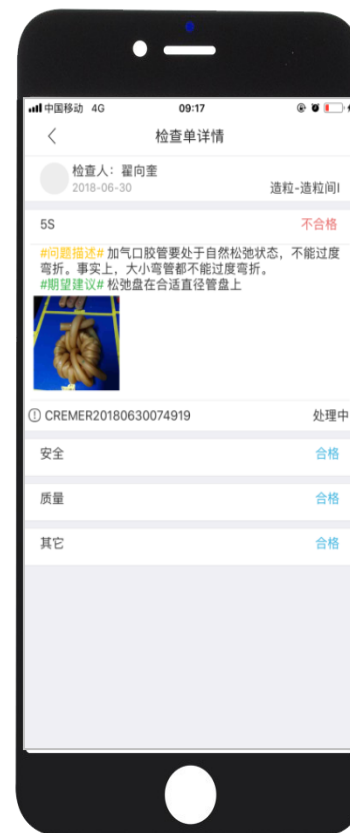 中国移动 4G 09:17
检查单详情
检查人：翟向奎
2018-06-30 造粒-造粒间I
5S 不合格
#问题描述# 加气口胶管要处于自然松弛状态，不能过度
弯折。事实上，大小弯管都不能过度弯折。
#期望建议# 松弛盘在合适直径管盘上
CREMER20180630074919 处理中
安全 合格
质量 合格
其它 合格